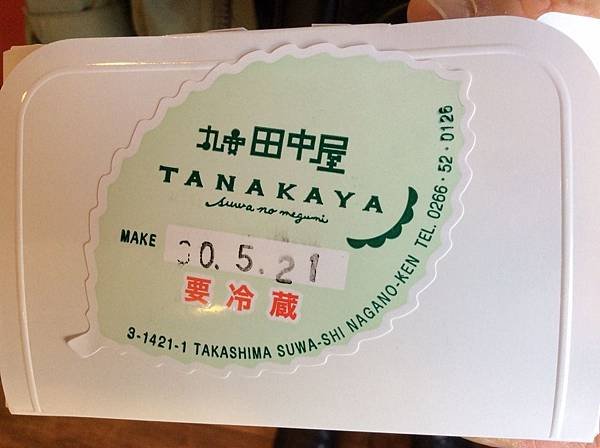 田中屋
TANAKAYA
suwa no megumi
MAKE 30.5.21
要冷蔵
3-1421-1 TAKASHIMA SUWA-SHI NAGANO-KEN TEL. 0266・52・0126